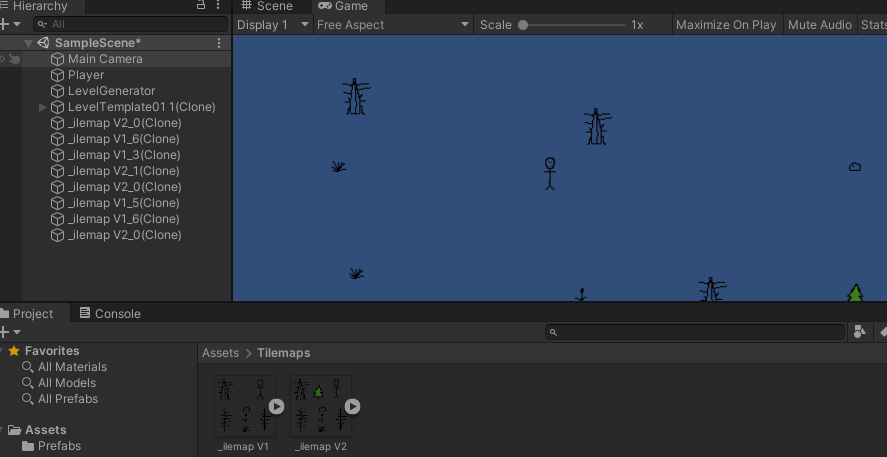 Hierarchy
Scene
Game
All
Display 1
Free Aspect
Scale
1x
Maximize On Play
Mute Audio
Stats
SampleScene*
Main Camera
Player
LevelGenerator
LevelTemplate01 1(Clone)
_ilemap V2_0(Clone)
_ilemap V1_6(Clone)
_ilemap V1_3(Clone)
_ilemap V2_1(Clone)
_ilemap V2_0(Clone)
_ilemap V1_5(Clone)
_ilemap V1_6(Clone)
_ilemap V2_0(Clone)
Project
Console
Favorites
All Materials
All Models
All Prefabs
Assets
Prefabs
Assets > Tilemaps
_ilemap V1
_ilemap V2